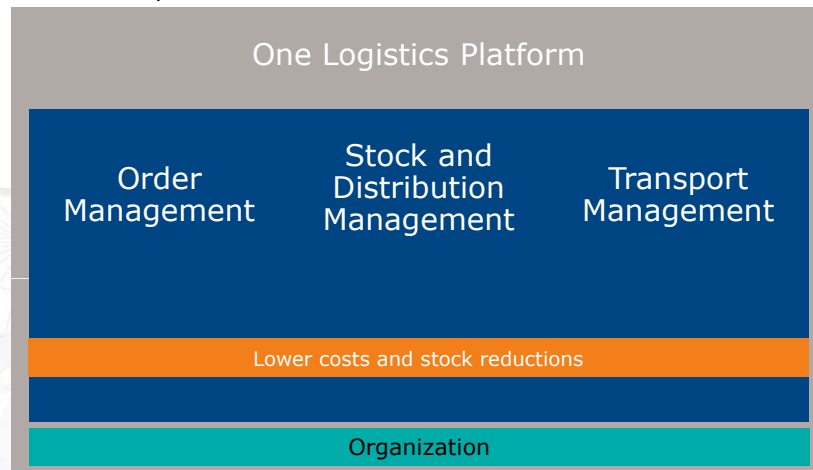 One Logistics Platform
Order
Management
Stock and
Distribution
Management
Transport
Management
Lower costs and stock reductions
Organization